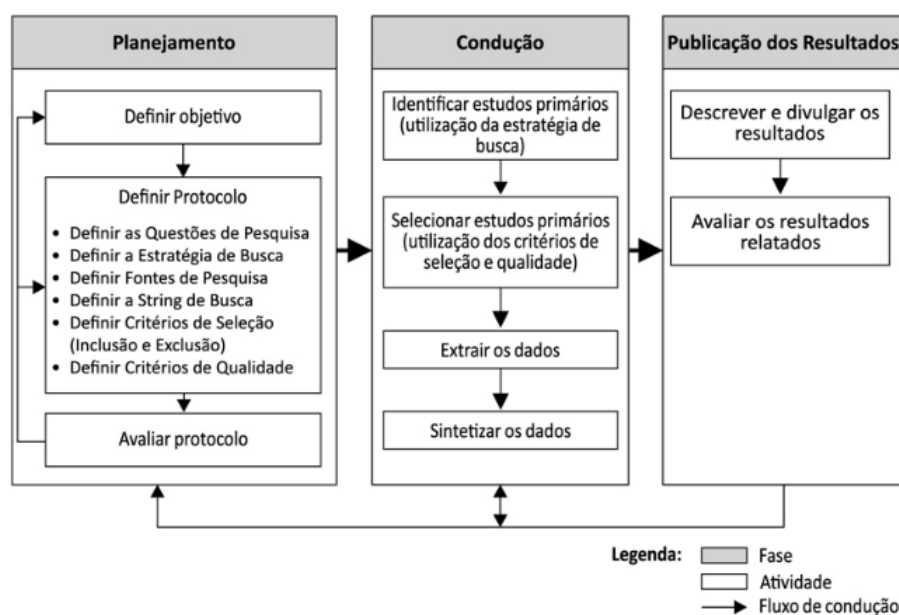 Planejamento
Definir objetivo
Definir Protocolo
• Definir as Questões de Pesquisa
• Definir a Estratégia de Busca
• Definir Fontes de Pesquisa
• Definir a String de Busca
• Definir Critérios de Seleção
(Inclusão e Exclusão)
• Definir Critérios de Qualidade
Avaliar protocolo
Condução
Identificar estudos primários
(utilização da estratégia de
busca)
Selecionar estudos primários
(utilização dos critérios de
seleção e qualidade)
Extrair os dados
Sintetizar os dados
Publicação dos Resultados
Descrever e divulgar os
resultados
Avaliar os resultados
relatados
Legenda:
Fase
Atividade
Fluxo de condução